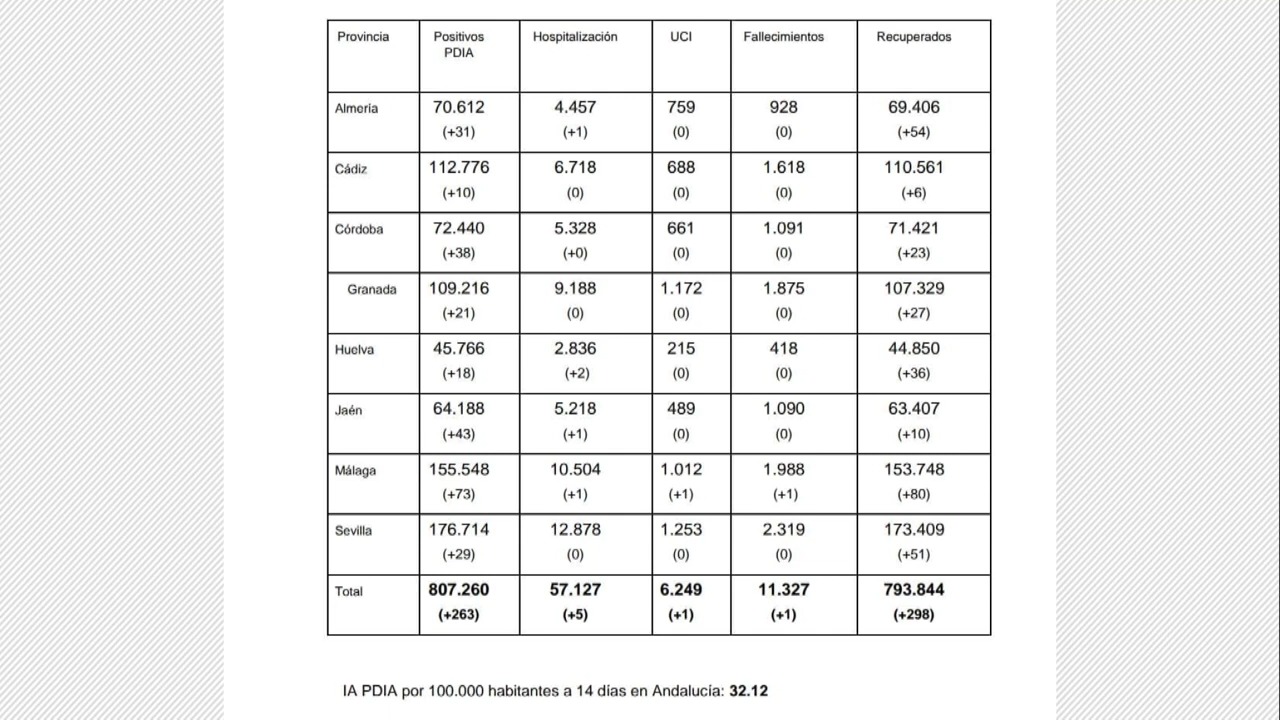 Provincia Positivos PDIA Hospitalización UCI Fallecimientos Recuperados
Almería 70.612 4.457 759 928 69.406
(+31) (+1) (0) (0) (+54)
Cádiz 112.776 6.718 688 1.618 110.561
(+10) (0) (0) (0) (+6)
Córdoba 72.440 5.328 661 1.091 71.421
(+38) (+0) (0) (0) (+23)
Granada 109.216 9.188 1.172 1.875 107.329
(+21) (0) (0) (0) (+27)
Huelva 45.766 2.836 215 418 44.850
(+18) (+2) (0) (0) (+36)
Jaén 64.188 5.218 489 1.090 63.407
(+43) (+1) (0) (0) (+10)
Málaga 155.548 10.504 1.012 1.988 153.748
(+73) (+1) (+1) (+1) (+80)
Sevilla 176.714 12.878 1.253 2.319 173.409
(+29) (0) (0) (0) (+51)
Total 807.260 57.127 6.249 11.327 793.844
(+263) (+5) (+1) (+1) (+298)
IA PDIA por 100.000 habitantes a 14 días en Andalucía: 32.12